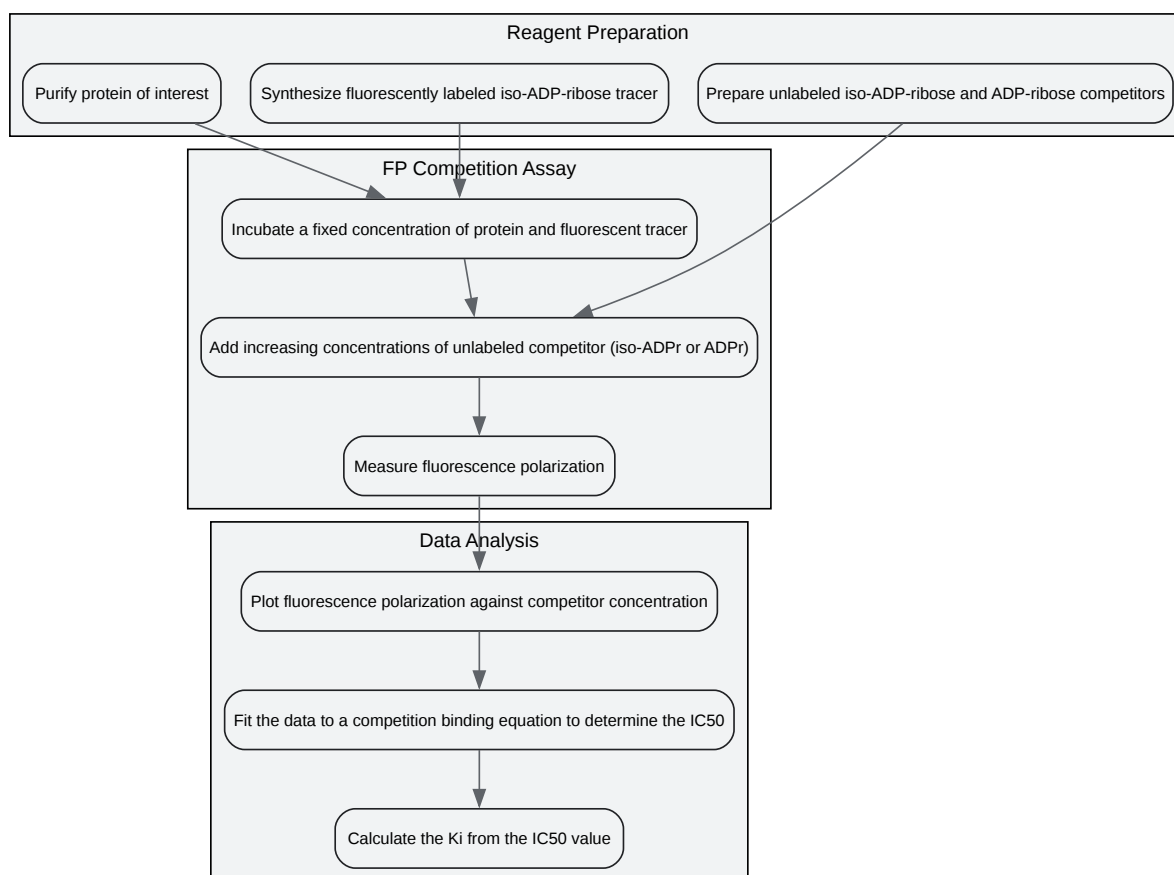 Reagent Preparation
Purify protein of interest
Synthesize fluorescently labeled iso-ADP-ribose tracer
Prepare unlabeled iso-ADP-ribose and ADP-ribose competitors
FP Competition Assay
Incubate a fixed concentration of protein and fluorescent tracer
Add increasing concentrations of unlabeled competitor (iso-ADPr or ADPr)
Measure fluorescence polarization
Data Analysis
Plot fluorescence polarization against competitor concentration
Fit the data to a competition binding equation to determine the IC50
Calculate the Ki from the IC50 value